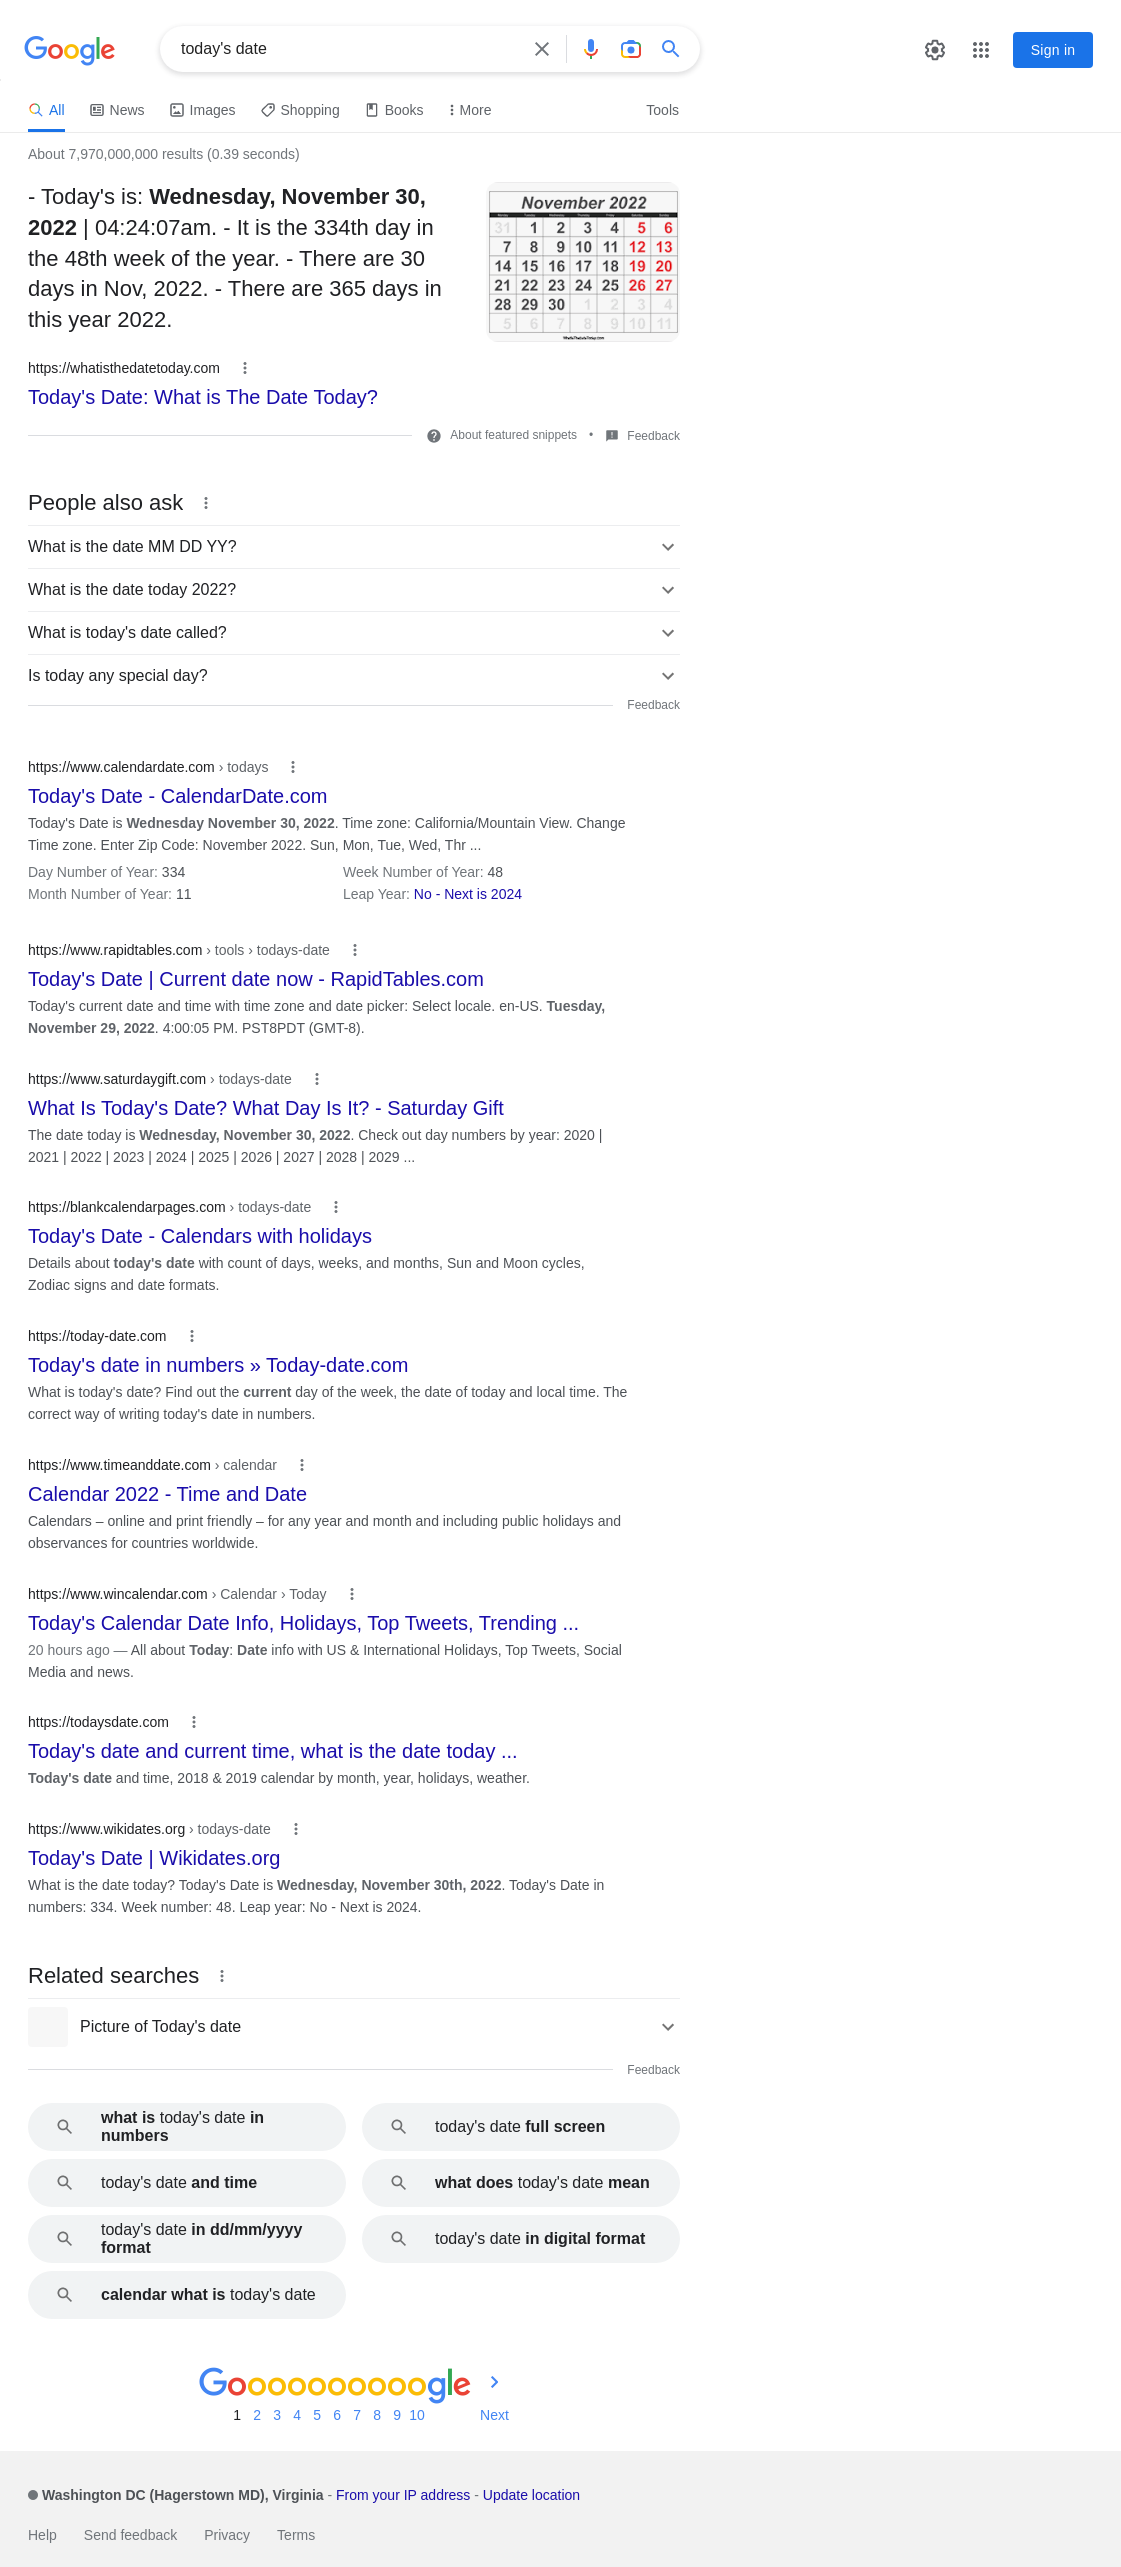 Google
today's date
Sign in
All
News
Images
Shopping
Books
More
Tools
About 7,970,000,000 results (0.39 seconds)
- Today's is: Wednesday, November 30,
2022 | 04:24:07am. - It is the 334th day in
the 48th week of the year. - There are 30
days in Nov, 2022. - There are 365 days in
this year 2022.
November 2022
31 1 2 3 4 5 6
7 8 9 10 11 12 13
14 15 16 17 18 19 20
21 22 23 24 25 26 27
28 29 30 1 2 3 4
5 6 7 8 9 10 11
https://whatisthedatetoday.com
Today's Date: What is The Date Today?
About featured snippets • Feedback
People also ask
What is the date MM DD YY?
What is the date today 2022?
What is today's date called?
Is today any special day?
Feedback
https://www.calendardate.com › todays
Today's Date - CalendarDate.com
Today's Date is Wednesday November 30, 2022. Time zone: California/Mountain View. Change
Time zone. Enter Zip Code: November 2022. Sun, Mon, Tue, Wed, Thr ...
Day Number of Year: 334 Week Number of Year: 48
Month Number of Year: 11 Leap Year: No - Next is 2024
https://www.rapidtables.com › tools › todays-date
Today's Date | Current date now - RapidTables.com
Today's current date and time with time zone and date picker: Select locale. en-US. Tuesday,
November 29, 2022. 4:00:05 PM. PST8PDT (GMT-8).
https://www.saturdaygift.com › todays-date
What Is Today's Date? What Day Is It? - Saturday Gift
The date today is Wednesday, November 30, 2022. Check out day numbers by year: 2020 |
2021 | 2022 | 2023 | 2024 | 2025 | 2026 | 2027 | 2028 | 2029 ...
https://blankcalendarpages.com › todays-date
Today's Date - Calendars with holidays
Details about today's date with count of days, weeks, and months, Sun and Moon cycles,
Zodiac signs and date formats.
https://today-date.com
Today's date in numbers » Today-date.com
What is today's date? Find out the current day of the week, the date of today and local time. The
correct way of writing today's date in numbers.
https://www.timeanddate.com › calendar
Calendar 2022 - Time and Date
Calendars – online and print friendly – for any year and month and including public holidays and
observances for countries worldwide.
https://www.wincalendar.com › Calendar › Today
Today's Calendar Date Info, Holidays, Top Tweets, Trending ...
20 hours ago — All about Today: Date info with US & International Holidays, Top Tweets, Social
Media and news.
https://todaysdate.com
Today's date and current time, what is the date today ...
Today's date and time, 2018 & 2019 calendar by month, year, holidays, weather.
https://www.wikidates.org › todays-date
Today's Date | Wikidates.org
What is the date today? Today's Date is Wednesday, November 30th, 2022. Today's Date in
numbers: 334. Week number: 48. Leap year: No - Next is 2024.
Related searches
Picture of Today's date
Feedback
what is today's date in
numbers
today's date full screen
today's date and time
what does today's date mean
today's date in dd/mm/yyyy
format
today's date in digital format
calendar what is today's date
Goooooooooogle
1 2 3 4 5 6 7 8 9 10 Next
Washington DC (Hagerstown MD), Virginia - From your IP address - Update location
Help Send feedback Privacy Terms